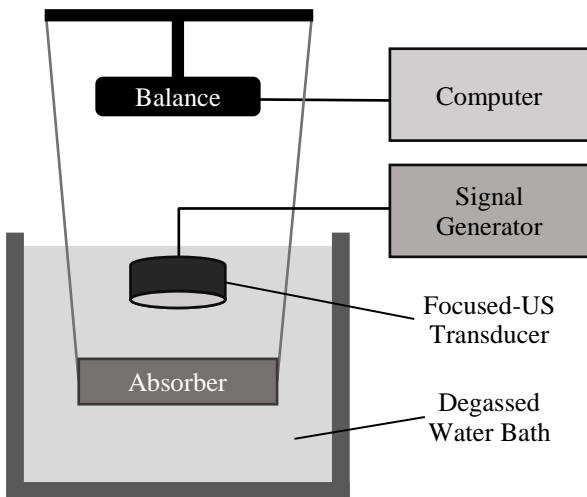 Balance
Computer
Signal
Generator
Focused-US
Transducer
Absorber
Degassed
Water Bath